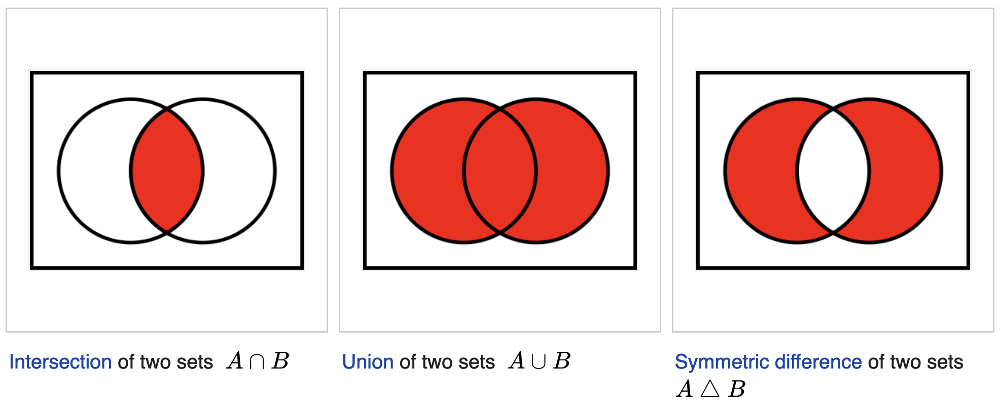 Intersection of two sets A ∩ B
Union of two sets A ∪ B
Symmetric difference of two sets
A △ B